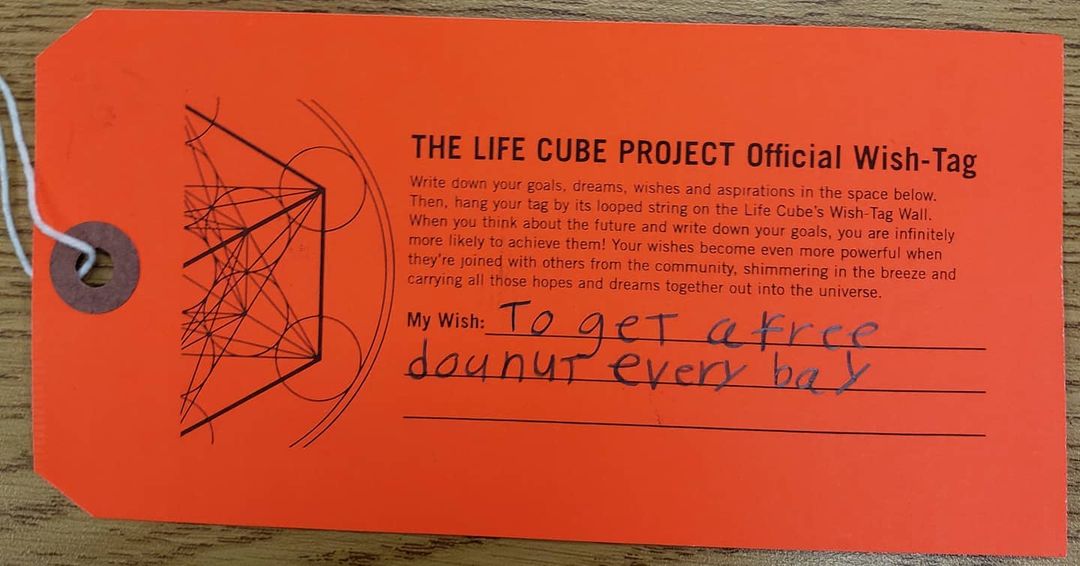 THE LIFE CUBE PROJECT Official Wish-Tag
Write down your goals, dreams, wishes and aspirations in the space below.
Then, hang your tag by its looped string on the Life Cube's Wish-Tag Wall.
When you think about the future and write down your goals, you are infinitely
more likely to achieve them! Your wishes become even more powerful when
they're joined with others from the community, shimmering in the breeze and
carrying all those hopes and dreams together out into the universe.
My Wish: To geT a free
dounuT every bay